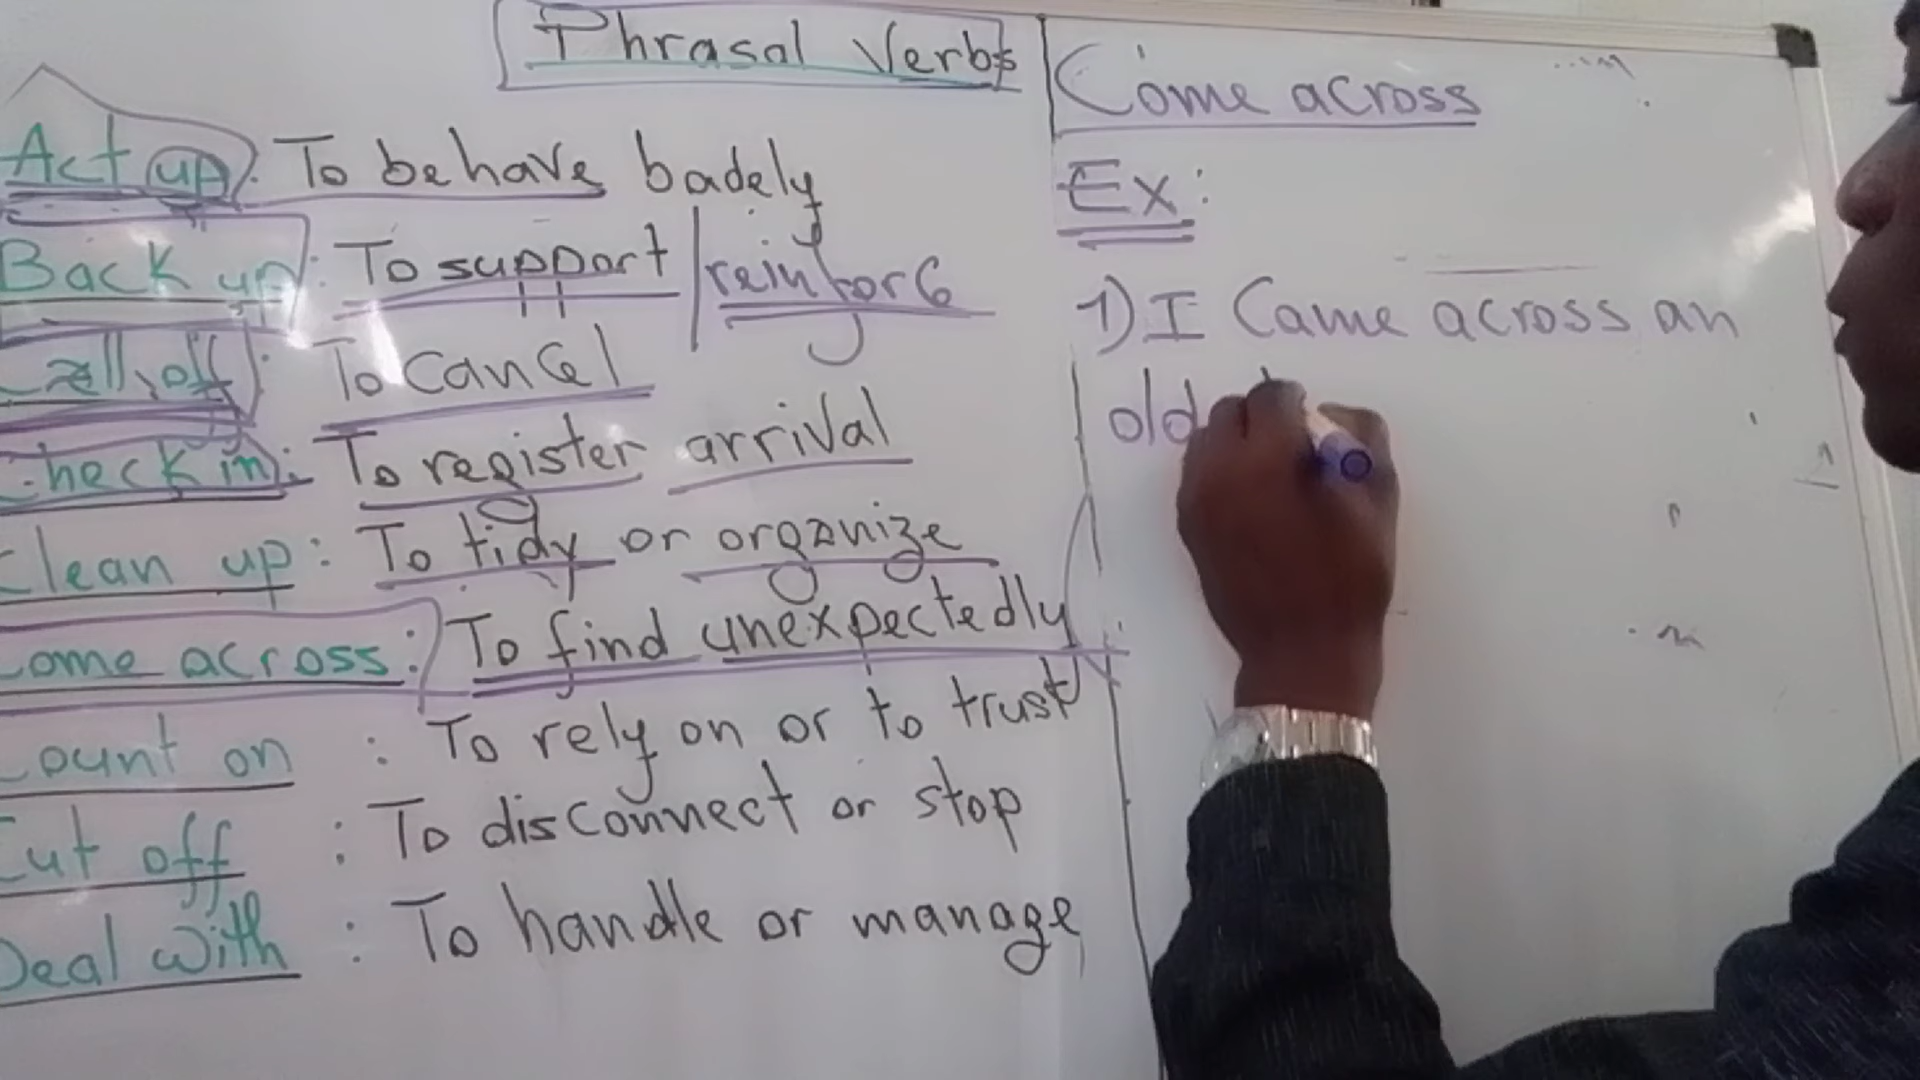 Phrasal Verbs
Act up: To behave badely
Back up: To support / reinforce
Call off: To cancel
Check in: To register arrival
Clean up: To tidy or organize
Come across: To find unexpectedly
Count on : To rely on or to trust
Cut off : To disconnect or stop
Deal with : To handle or manage
Come across
Ex:
1) I Came across an
old